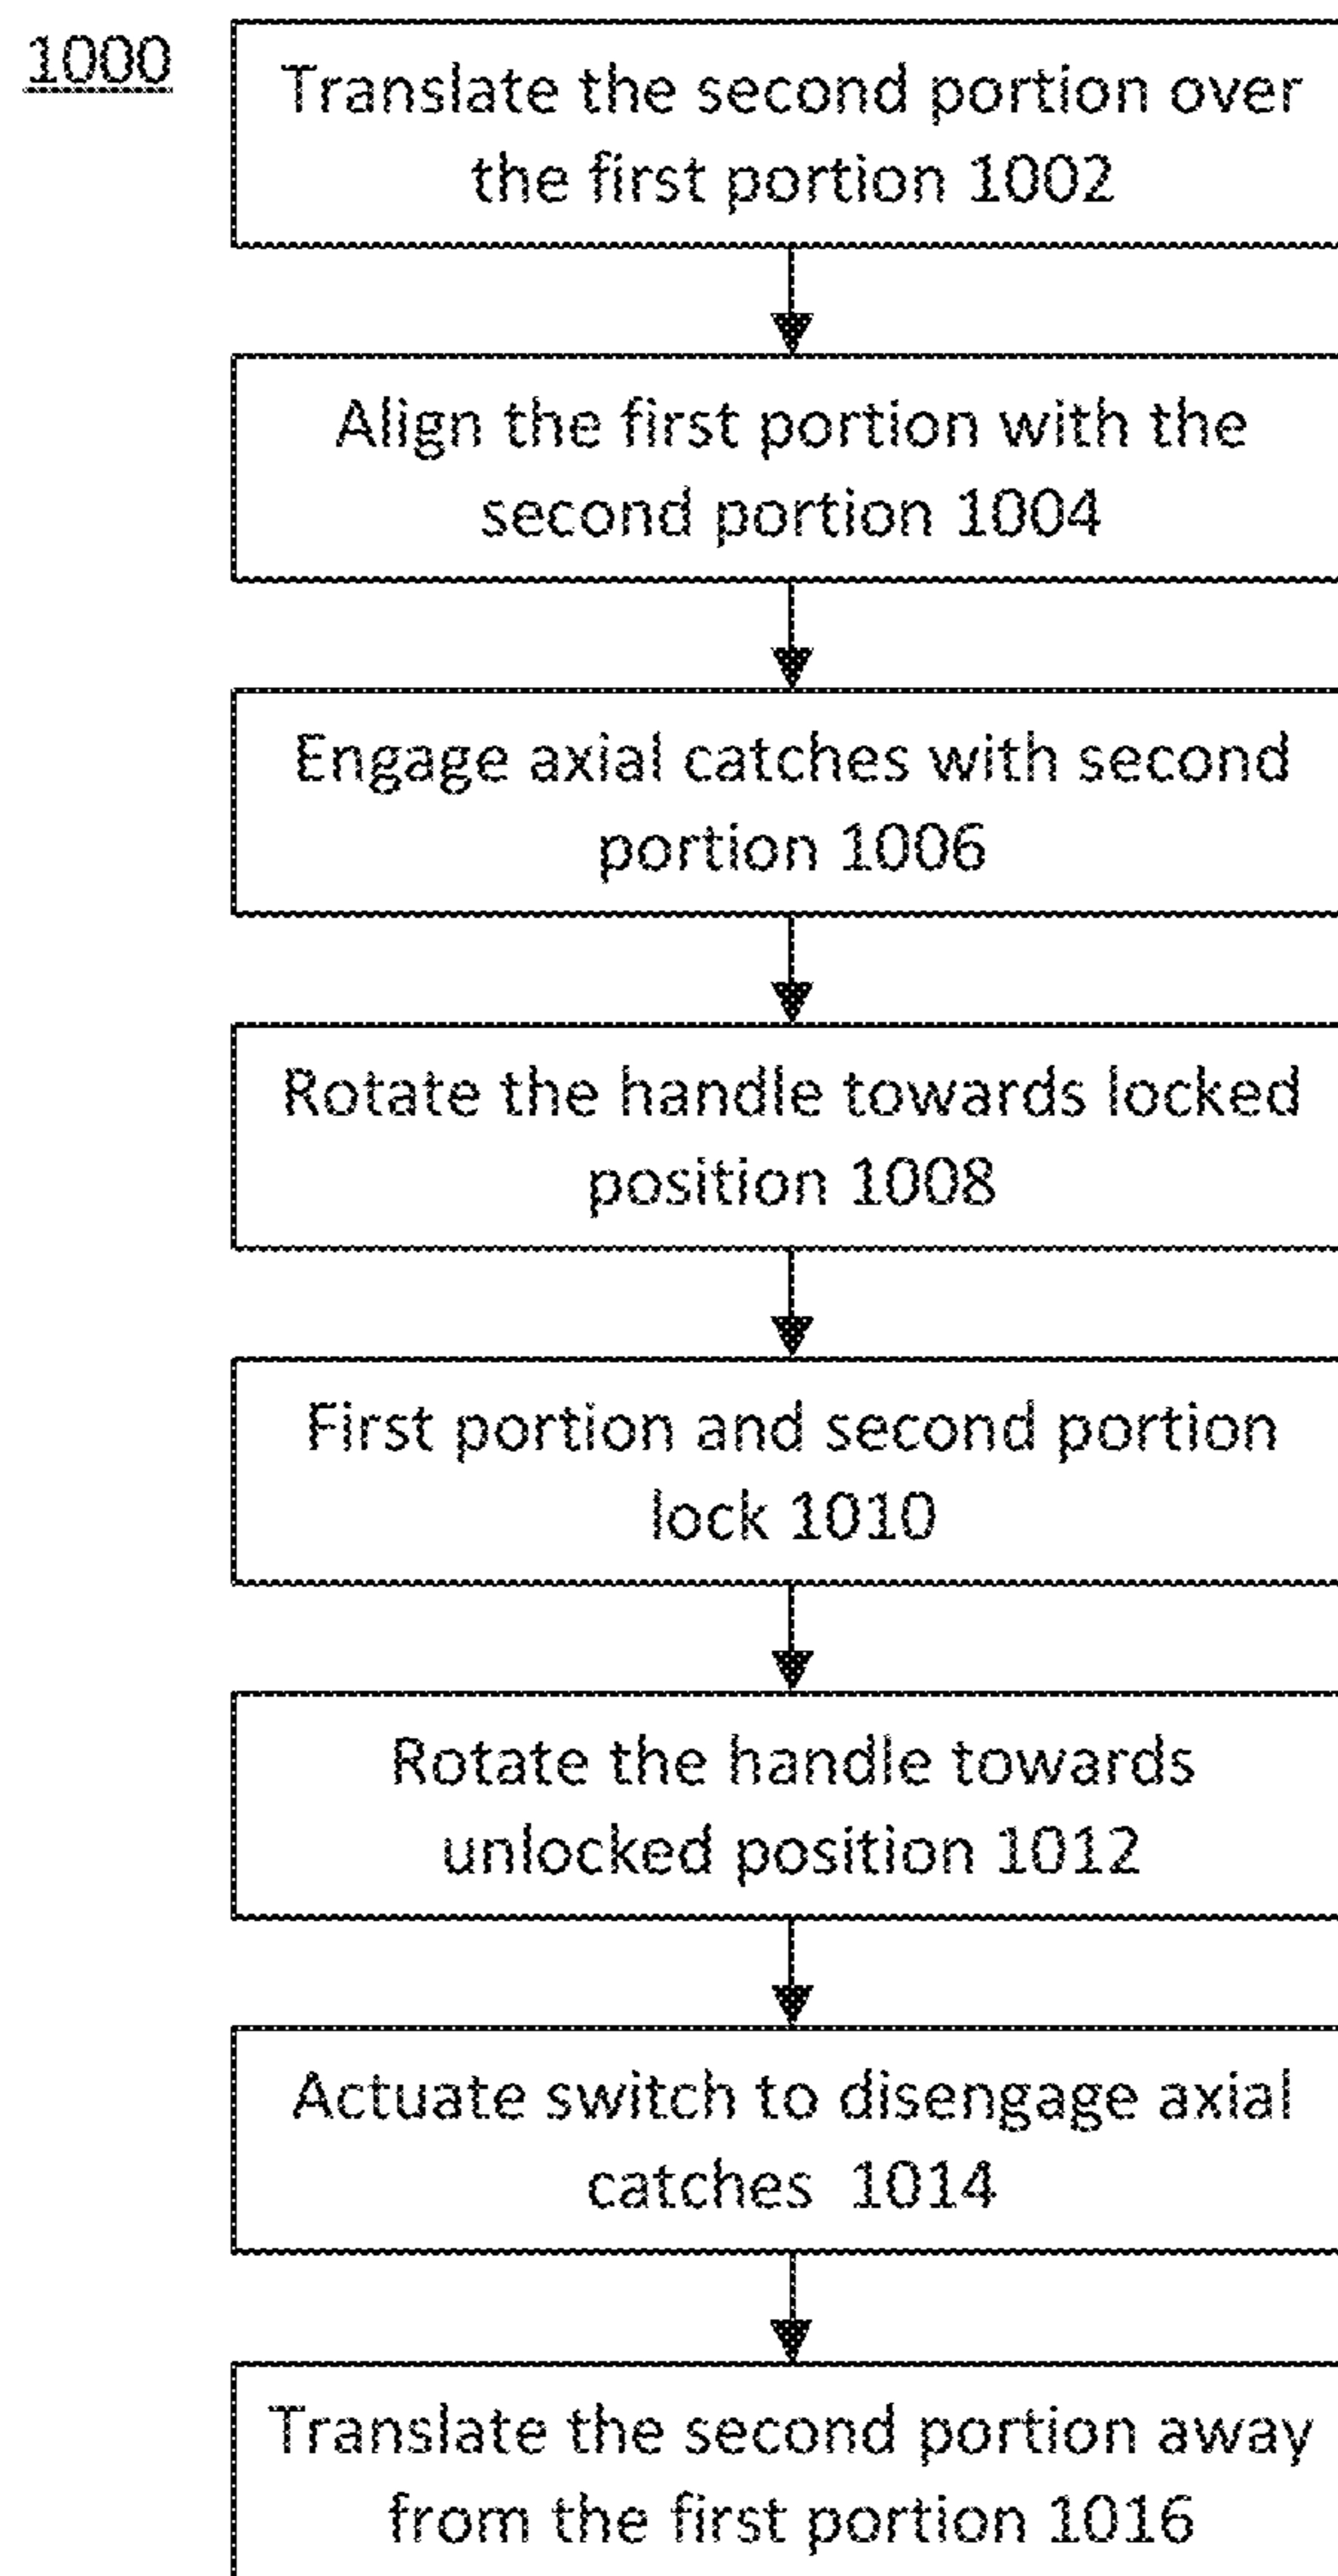 1000
Translate the second portion over
the first portion 1002
Align the first portion with the
second portion 1004
Engage axial catches with second
portion 1006
Rotate the handle towards locked
position 1008
First portion and second portion
lock 1010
Rotate the handle towards
unlocked position 1012
Actuate switch to disengage axial
catches 1014
Translate the second portion away
from the first portion 1016